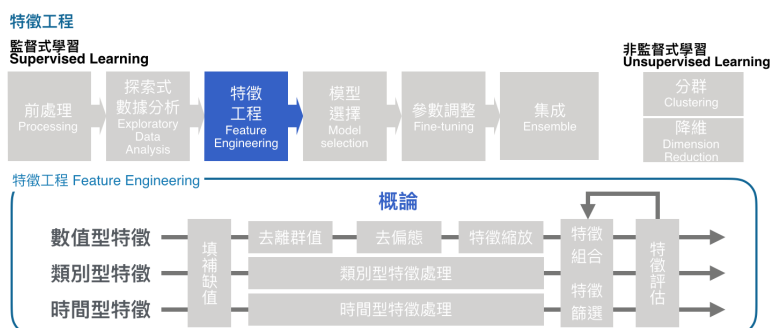 特徵工程
監督式學習
Supervised Learning
非監督式學習
Unsupervised Learning
前處理
Processing
探索式
數據分析
Exploratory
Data
Analysis
特徵
工程
Feature
Engineering
模型
選擇
Model
selection
參數調整
Fine-tuning
集成
Ensemble
分群
Clustering
降維
Dimension
Reduction
特徵工程 Feature Engineering
概論
數值型特徵
類別型特徵
時間型特徵
填補缺值
去離群值
去偏態
特徵縮放
類別型特徵處理
時間型特徵處理
特徵
組合
特徵
篩選
特徵評估